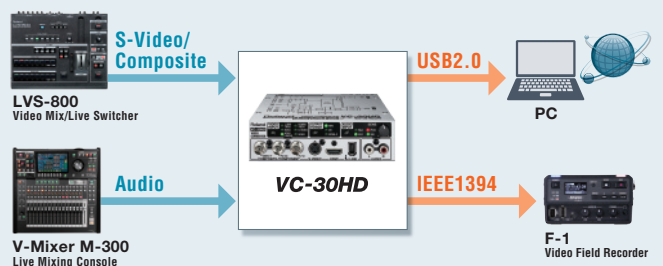 S-Video/
Composite
USB2.0
LVS-800
Video Mix/Live Switcher
PC
Roland
VC-30HD
Audio
IEEE1394
V-Mixer M-300
Live Mixing Console
F-1
Video Field Recorder